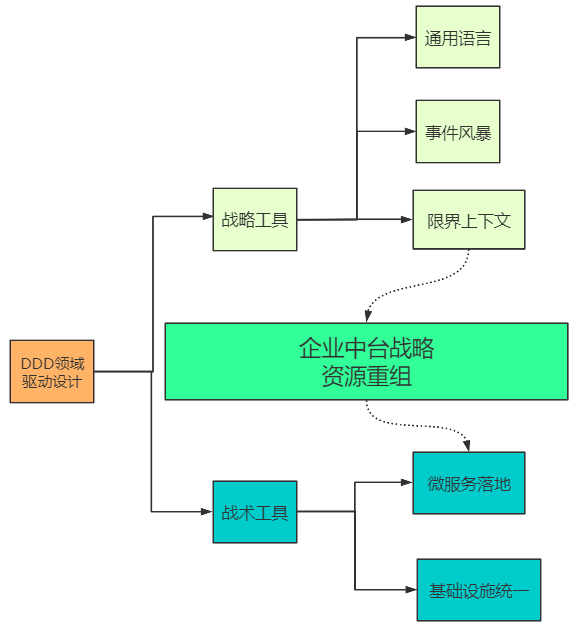 通用语言
事件风暴
战略工具
限界上下文
企业中台战略
资源重组
DDD领域
驱动设计
微服务落地
战术工具
基础设施统一